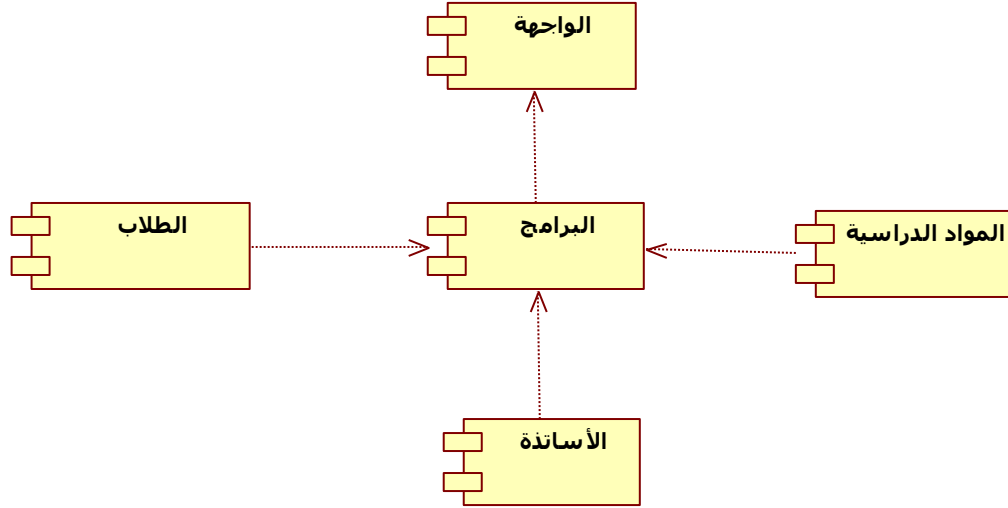 الواجهة
الطلاب
البرامج
المواد الدراسية
الأساتذة